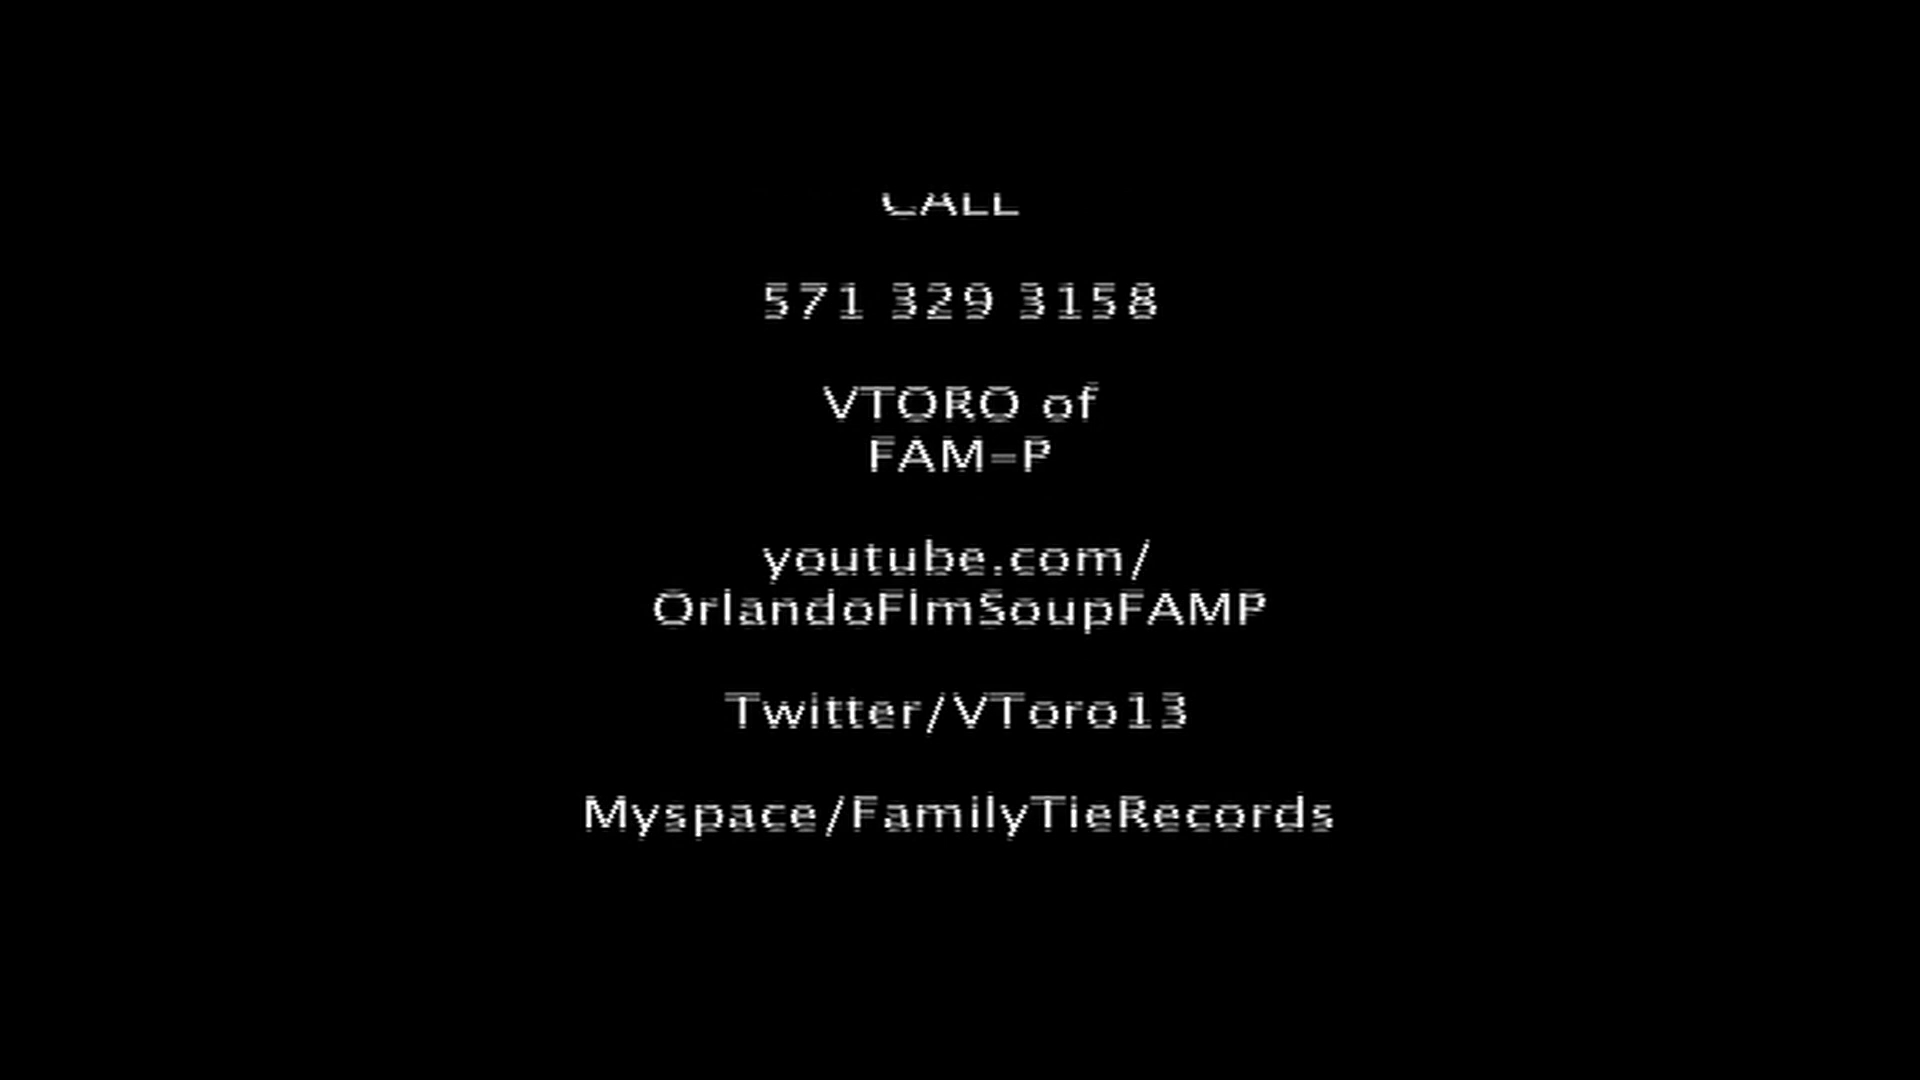 CALL
571 329 3158
VTORO of
FAM-P
youtube.com/
OrlandoFlmSoupFAMP
Twitter/VToro13
Myspace/FamilyTieRecords